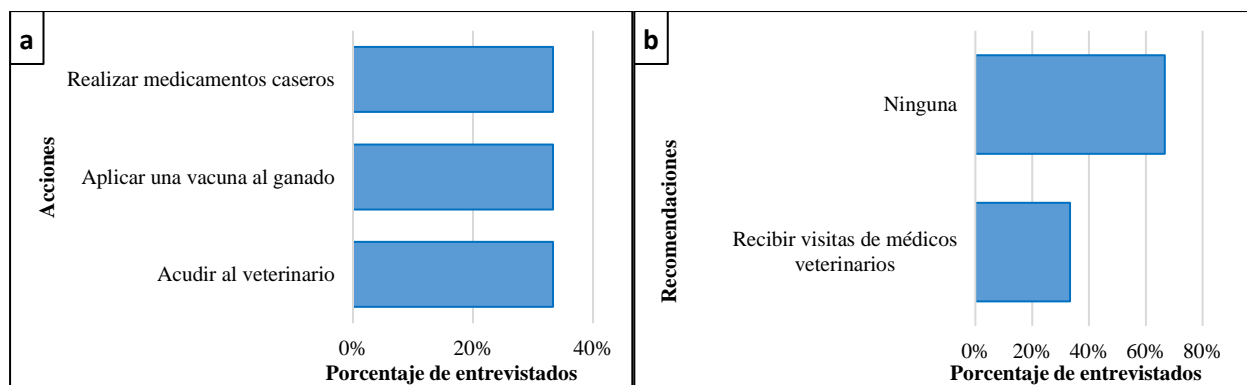 a
Realizar medicamentos caseros
Aplicar una vacuna al ganado
Acudir al veterinario
Acciones
0% 20% 40%
Porcentaje de entrevistados
b
Ninguna
Recibir visitas de médicos
veterinarios
Recomendaciones
0% 20% 40% 60% 80%
Porcentaje de entrevistados